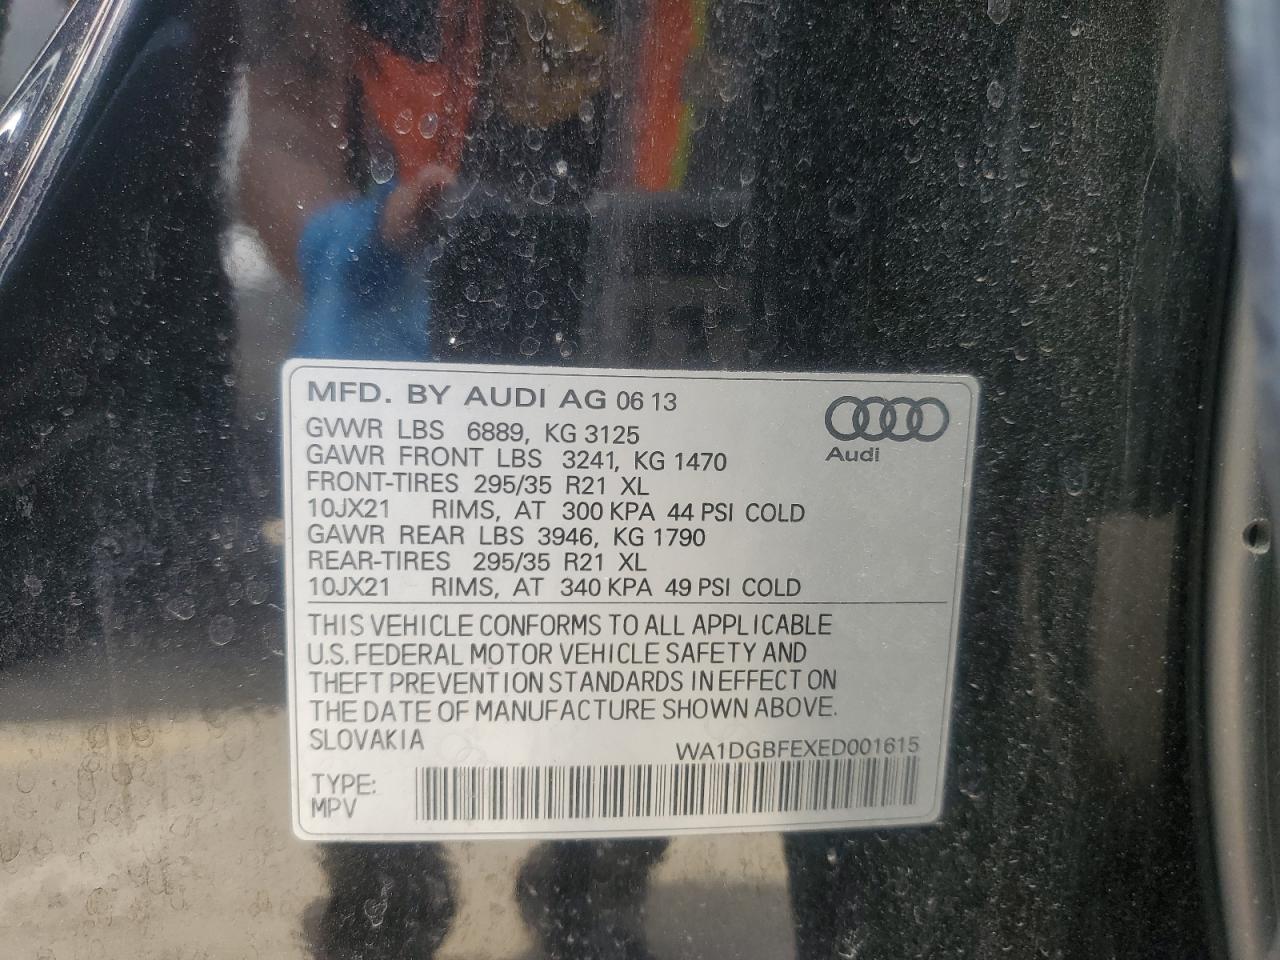 MFD. BY AUDI AG 06 13
Audi
GVWR LBS 6889, KG 3125
GAWR FRONT LBS 3241, KG 1470
FRONT-TIRES 295/35 R21 XL
10JX21 RIMS, AT 300 KPA 44 PSI COLD
GAWR REAR LBS 3946, KG 1790
REAR-TIRES 295/35 R21 XL
10JX21 RIMS, AT 340 KPA 49 PSI COLD
THIS VEHICLE CONFORMS TO ALL APPLICABLE
U.S. FEDERAL MOTOR VEHICLE SAFETY AND
THEFT PREVENTION STANDARDS IN EFFECT ON
THE DATE OF MANUFACTURE SHOWN ABOVE.
SLOVAKIA
WA1DGBFEXED001615
TYPE:
MPV